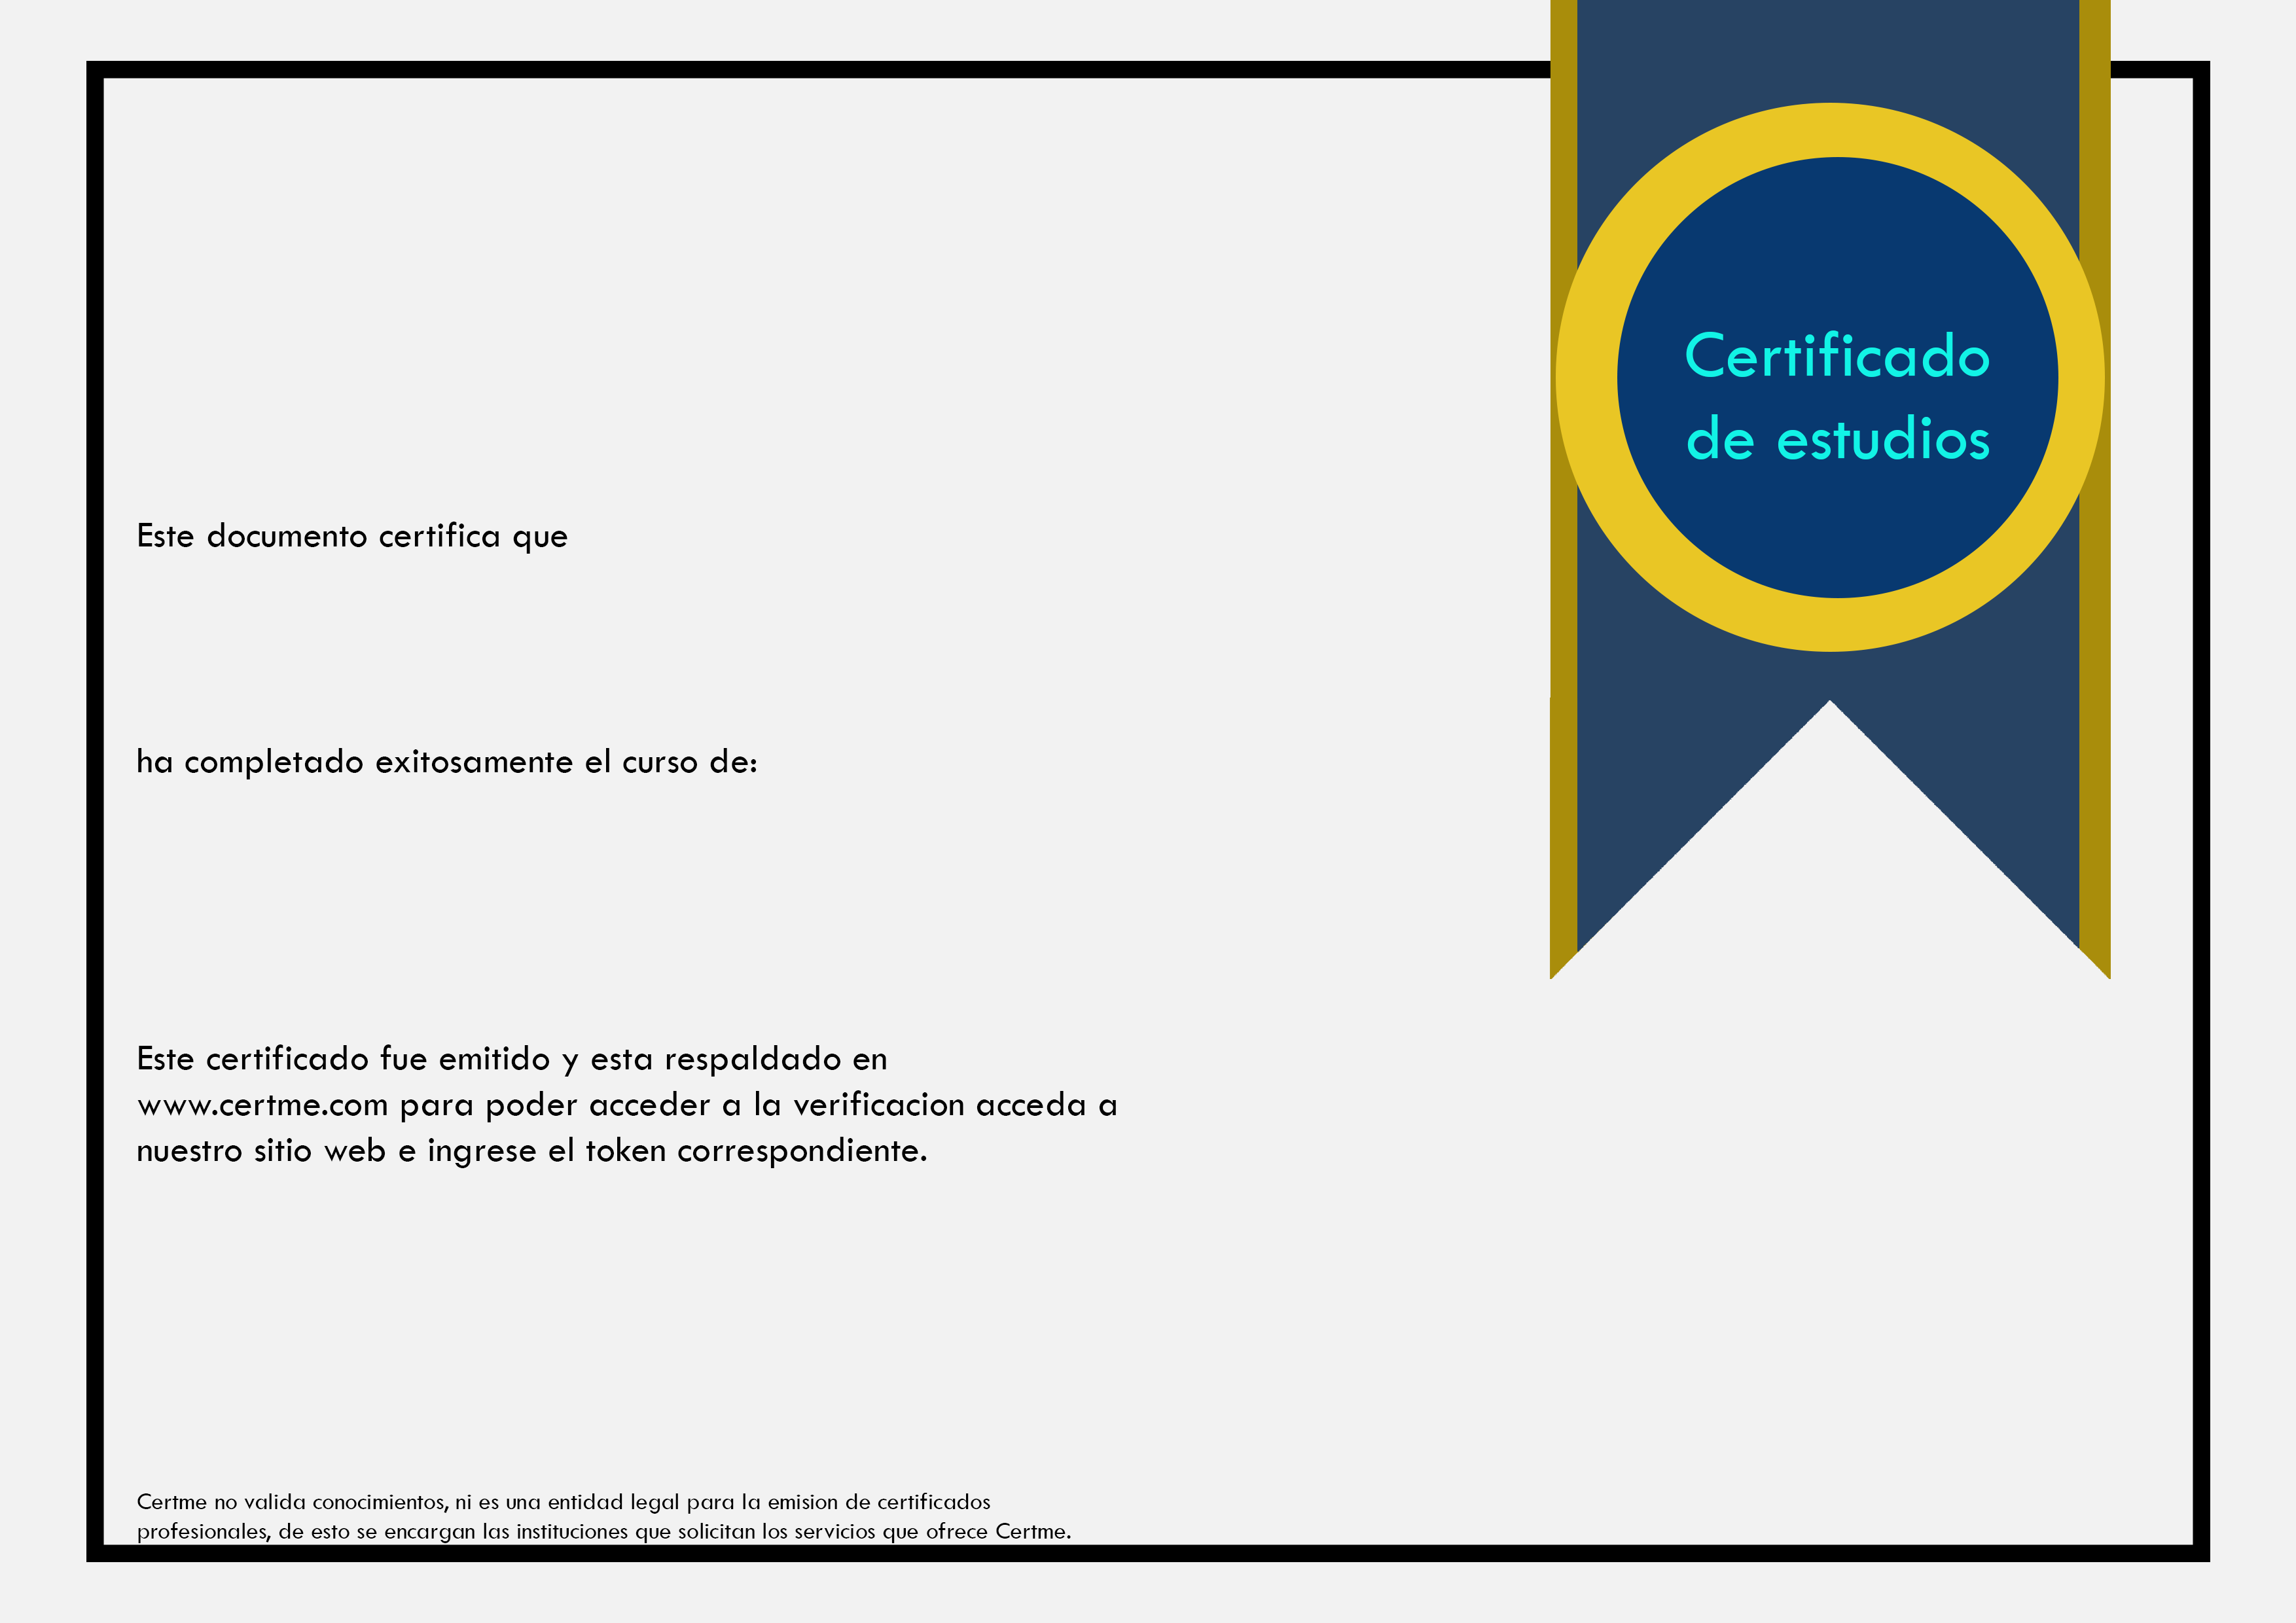 Certificado
de estudios
Este documento certifica que
ha completado exitosamente el curso de:
Este certificado fue emitido y esta respaldado en
www.certme.com para poder acceder a la verificacion acceda a
nuestro sitio web e ingrese el token correspondiente.
Certme no valida conocimientos, ni es una entidad legal para la emision de certificados
profesionales, de esto se encargan las instituciones que solicitan los servicios que ofrece Certme.